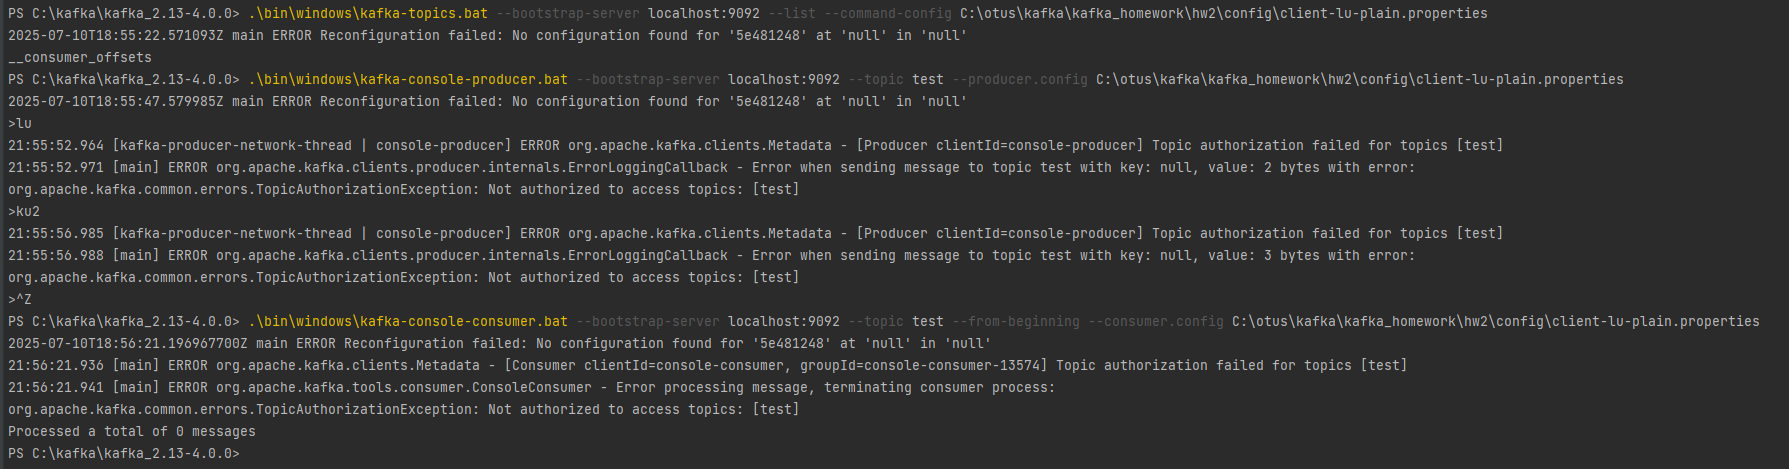 PS C:\kafka\kafka_2.13-4.0.0> .\bin\windows\kafka-topics.bat --bootstrap-server localhost:9092 --list --command-config C:\otus\kafka\kafka_homework\hw2\config\client-lu-plain.properties
2025-07-10T18:55:22.571093Z main ERROR Reconfiguration failed: No configuration found for '5e481248' at 'null' in 'null'
__consumer_offsets
PS C:\kafka\kafka_2.13-4.0.0> .\bin\windows\kafka-console-producer.bat --bootstrap-server localhost:9092 --topic test --producer.config C:\otus\kafka\kafka_homework\hw2\config\client-lu-plain.properties
2025-07-10T18:55:47.579985Z main ERROR Reconfiguration failed: No configuration found for '5e481248' at 'null' in 'null'
>lu
21:55:52.964 [kafka-producer-network-thread | console-producer] ERROR org.apache.kafka.clients.Metadata - [Producer clientId=console-producer] Topic authorization failed for topics [test]
21:55:52.971 [main] ERROR org.apache.kafka.clients.producer.internals.ErrorLoggingCallback - Error when sending message to topic test with key: null, value: 2 bytes with error:
org.apache.kafka.common.errors.TopicAuthorizationException: Not authorized to access topics: [test]
>ku2
21:55:56.985 [kafka-producer-network-thread | console-producer] ERROR org.apache.kafka.clients.Metadata - [Producer clientId=console-producer] Topic authorization failed for topics [test]
21:55:56.988 [main] ERROR org.apache.kafka.clients.producer.internals.ErrorLoggingCallback - Error when sending message to topic test with key: null, value: 3 bytes with error:
org.apache.kafka.common.errors.TopicAuthorizationException: Not authorized to access topics: [test]
>^Z
PS C:\kafka\kafka_2.13-4.0.0> .\bin\windows\kafka-console-consumer.bat --bootstrap-server localhost:9092 --topic test --from-beginning --consumer.config C:\otus\kafka\kafka_homework\hw2\config\client-lu-plain.properties
2025-07-10T18:56:21.196967700Z main ERROR Reconfiguration failed: No configuration found for '5e481248' at 'null' in 'null'
21:56:21.936 [main] ERROR org.apache.kafka.clients.Metadata - [Consumer clientId=console-consumer, groupId=console-consumer-13574] Topic authorization failed for topics [test]
21:56:21.941 [main] ERROR org.apache.kafka.tools.consumer.ConsoleConsumer - Error processing message, terminating consumer process:
org.apache.kafka.common.errors.TopicAuthorizationException: Not authorized to access topics: [test]
Processed a total of 0 messages
PS C:\kafka\kafka_2.13-4.0.0>